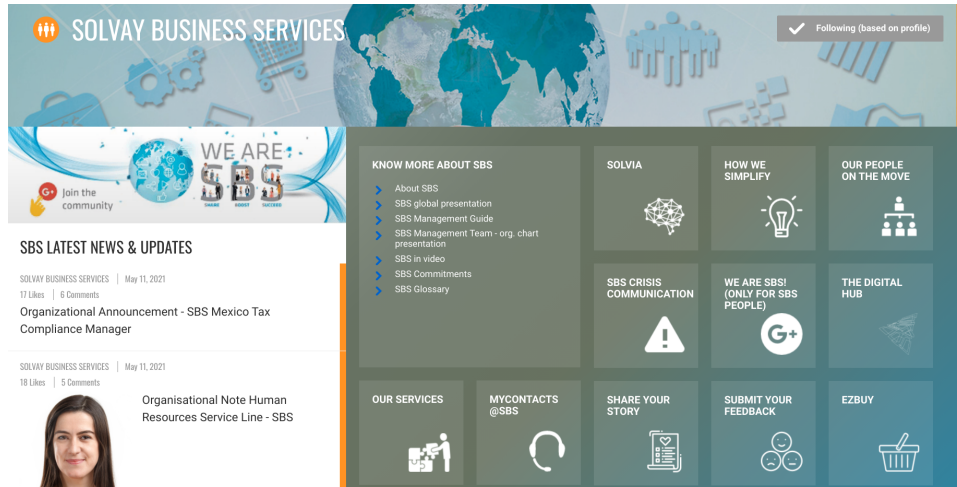 SOLVAY BUSINESS SERVICES
Following (based on profile)
WE ARE
SBS
SHARE BOOST SUCCEED
G+
Join the
community
SBS LATEST NEWS & UPDATES
SOLVAY BUSINESS SERVICES | May 11, 2021
17 Likes | 6 Comments
Organizational Announcement - SBS Mexico Tax
Compliance Manager
SOLVAY BUSINESS SERVICES | May 11, 2021
18 Likes | 5 Comments
Organisational Note Human
Resources Service Line - SBS
KNOW MORE ABOUT SBS
About SBS
SBS global presentation
SBS Management Guide
SBS Management Team - org. chart
presentation
SBS in video
SBS Commitments
SBS Glossary
SOLVIA
HOW WE
SIMPLIFY
OUR PEOPLE
ON THE MOVE
SBS CRISIS
COMMUNICATION
WE ARE SBS!
(ONLY FOR SBS
PEOPLE)
G+
THE DIGITAL
HUB
OUR SERVICES
MYCONTACTS
@SBS
SHARE YOUR
STORY
SUBMIT YOUR
FEEDBACK
EZBUY